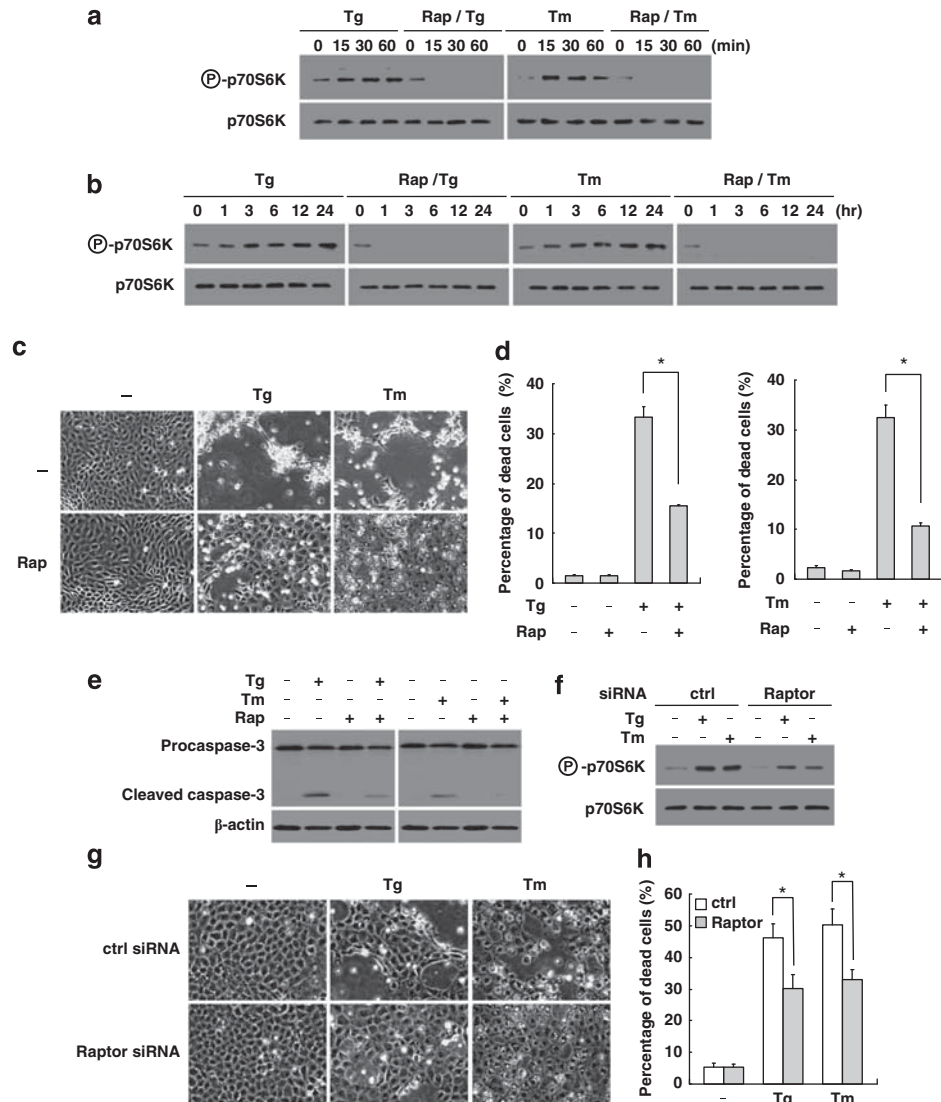 a
Tg Rap / Tg Tm Rap / Tm
0 15 30 60 0 15 30 60 0 15 30 60 0 15 30 60 (min)
Ⓟ-p70S6K
p70S6K
b
Tg Rap /Tg Tm Rap / Tm
0 1 3 6 12 24 0 1 3 6 12 24 0 1 3 6 12 24 0 1 3 6 12 24 (hr)
Ⓟ-p70S6K
p70S6K
c
– Tg Tm
–
Rap
d
Percentage of dead cells (%)
40
30
20
10
0
*
Tg – – + +
Rap – + – +
Percentage of dead cells (%)
40
30
20
10
0
*
Tm – – + +
Rap – + – +
e
Tg – + – + – – – –
Tm – – – – – + – +
Rap – – + + – – + +
Procaspase-3
Cleaved caspase-3
β-actin
f
siRNA ctrl Raptor
Tg – + – – + –
Tm – – + – – +
Ⓟ-p70S6K
p70S6K
g
– Tg Tm
ctrl siRNA
Raptor siRNA
h
Percentage of dead cells (%)
60
50
40
30
20
10
0
ctrl
Raptor
* *
– Tg Tm